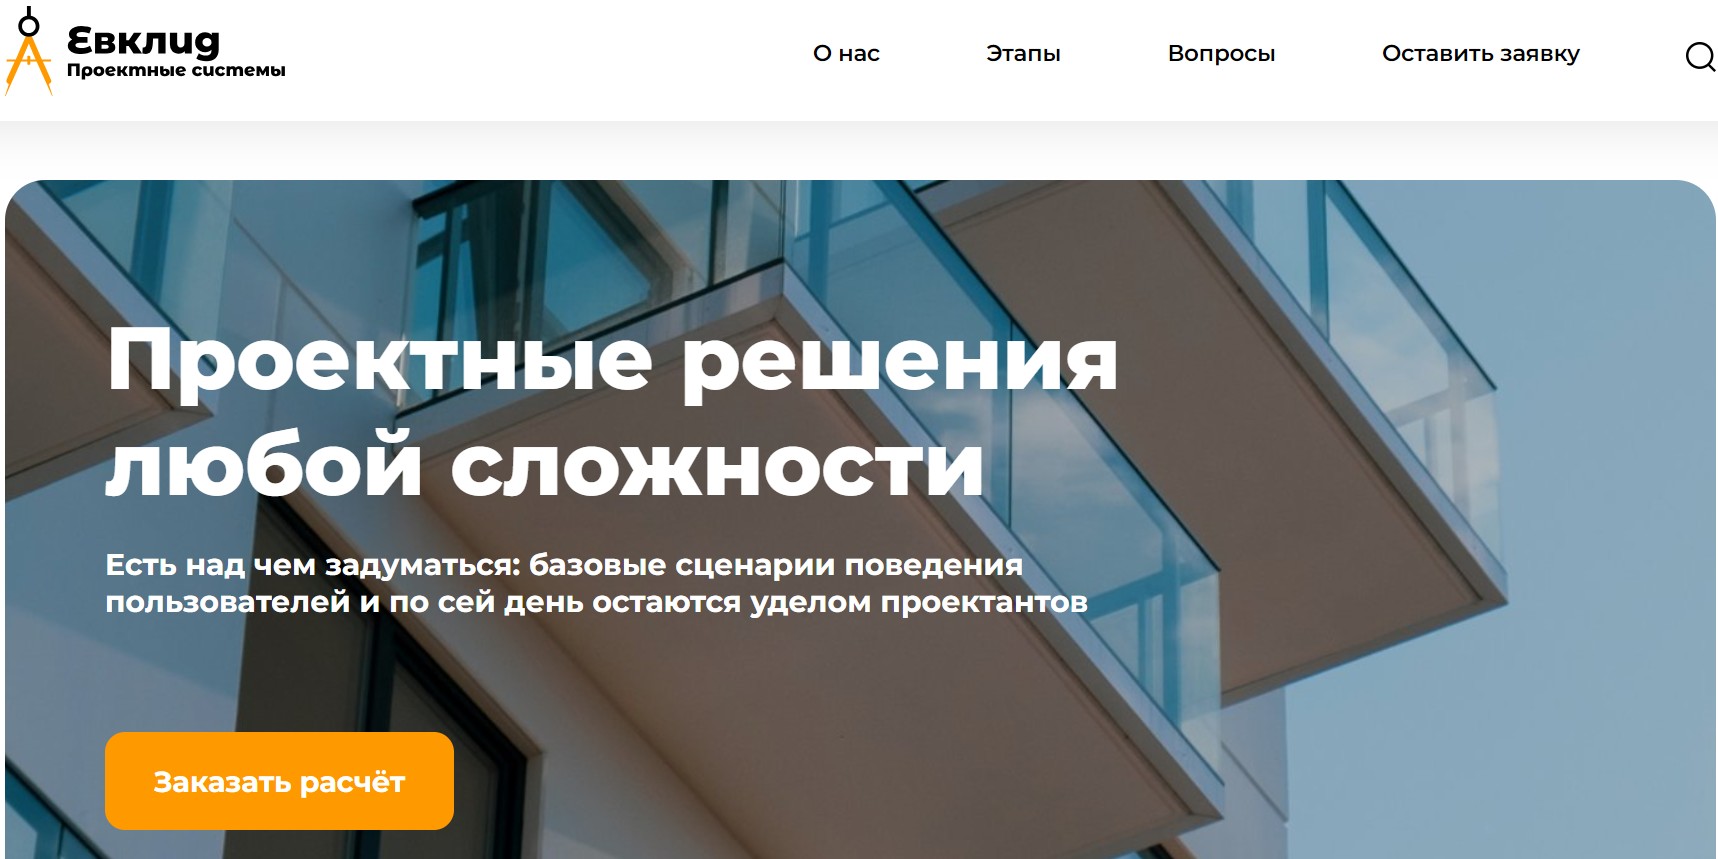 Евклид
Проектные системы
О нас
Этапы
Вопросы
Оставить заявку
Проектные решения
любой сложности
Есть над чем задуматься: базовые сценарии поведения
пользователей и по сей день остаются уделом проектантов
Заказать расчёт